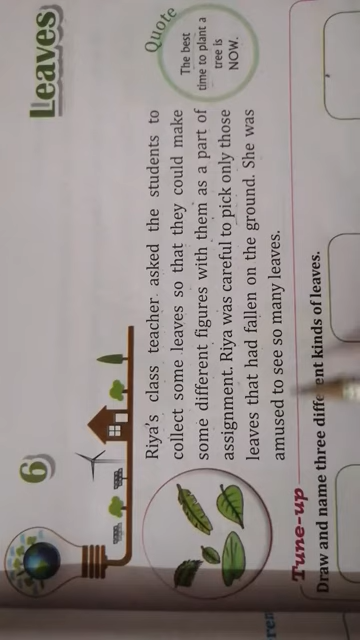 6
Leaves
Quote
The best
time to plant a
tree is
NOW.
Riya's class teacher asked the students to
collect some leaves so that they could make
some different figures with them as a part of
assignment. Riya was careful to pick only those
leaves that had fallen on the ground. She was
amused to see so many leaves.
Tune-up
Draw and name three different kinds of leaves.